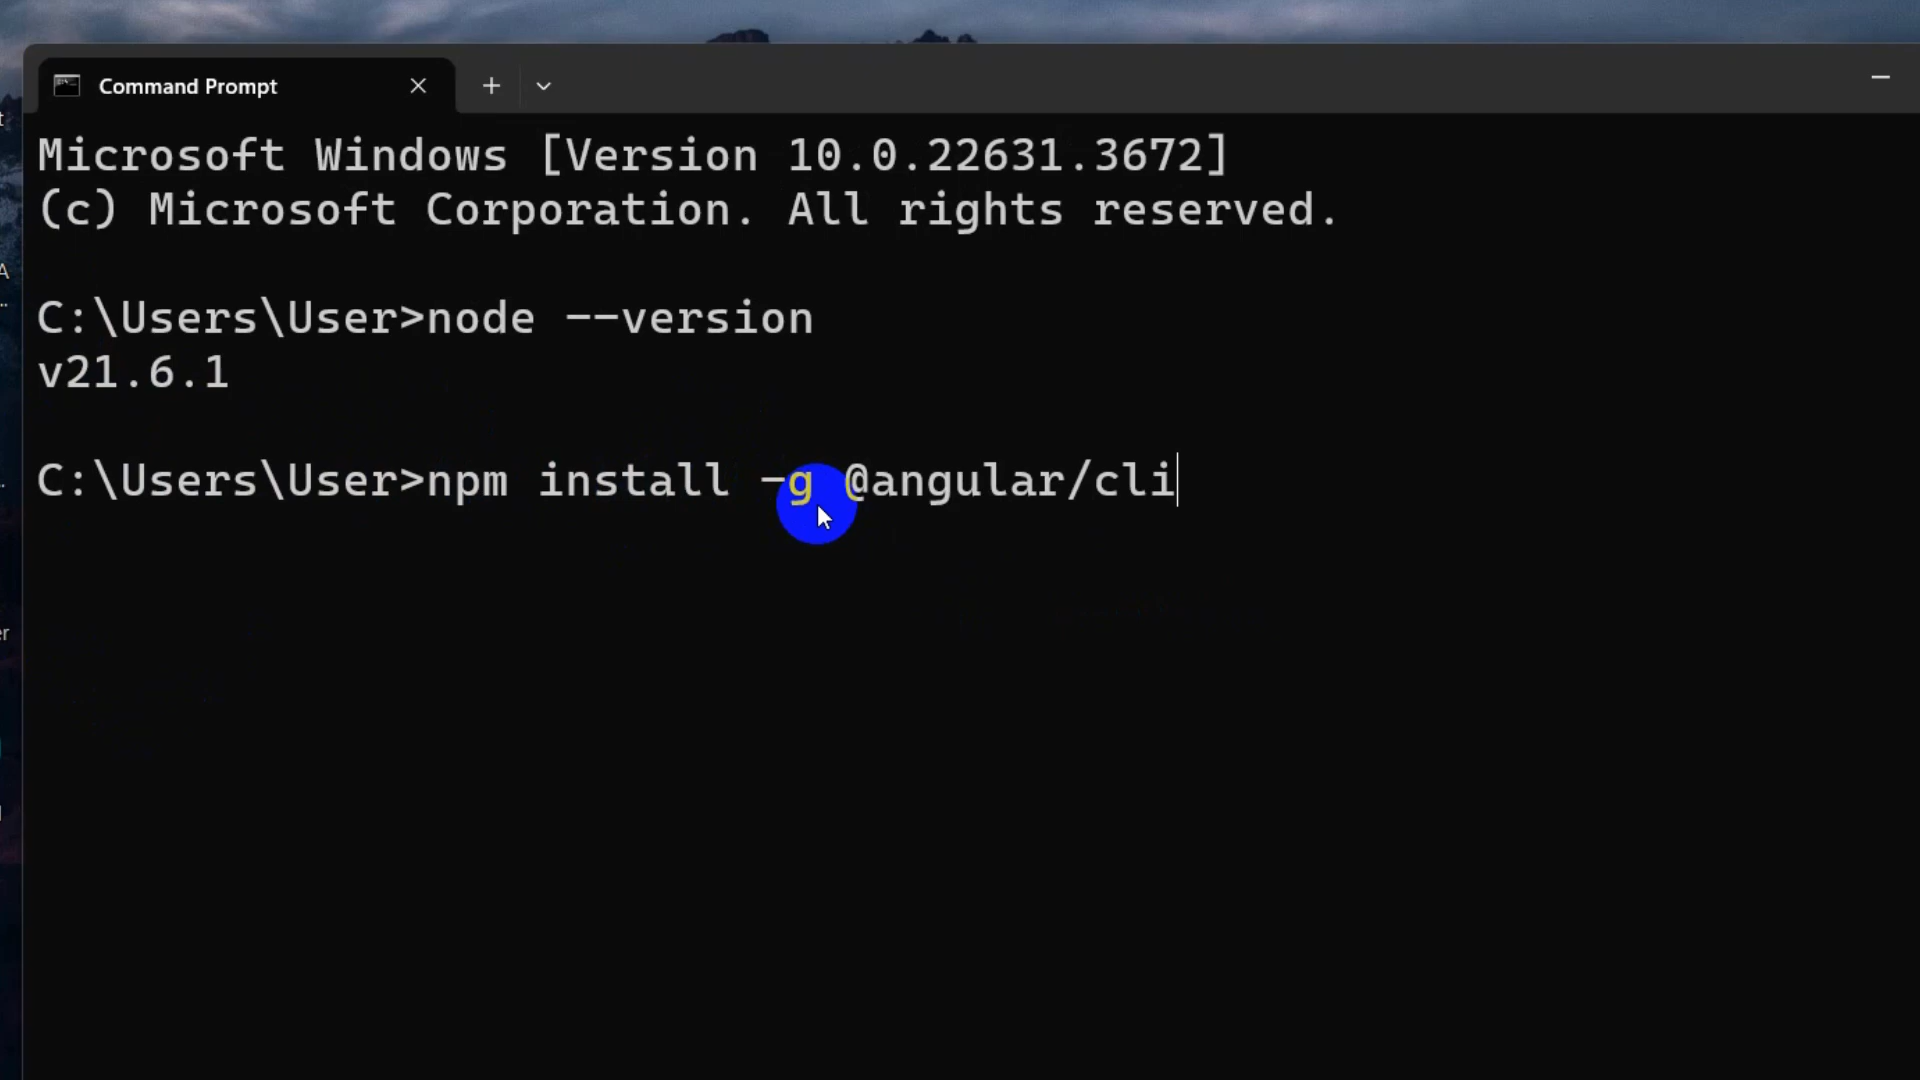 Command Prompt
Microsoft Windows [Version 10.0.22631.3672]
(c) Microsoft Corporation. All rights reserved.
C:\Users\User>node --version
v21.6.1
C:\Users\User>npm install -g @angular/cli